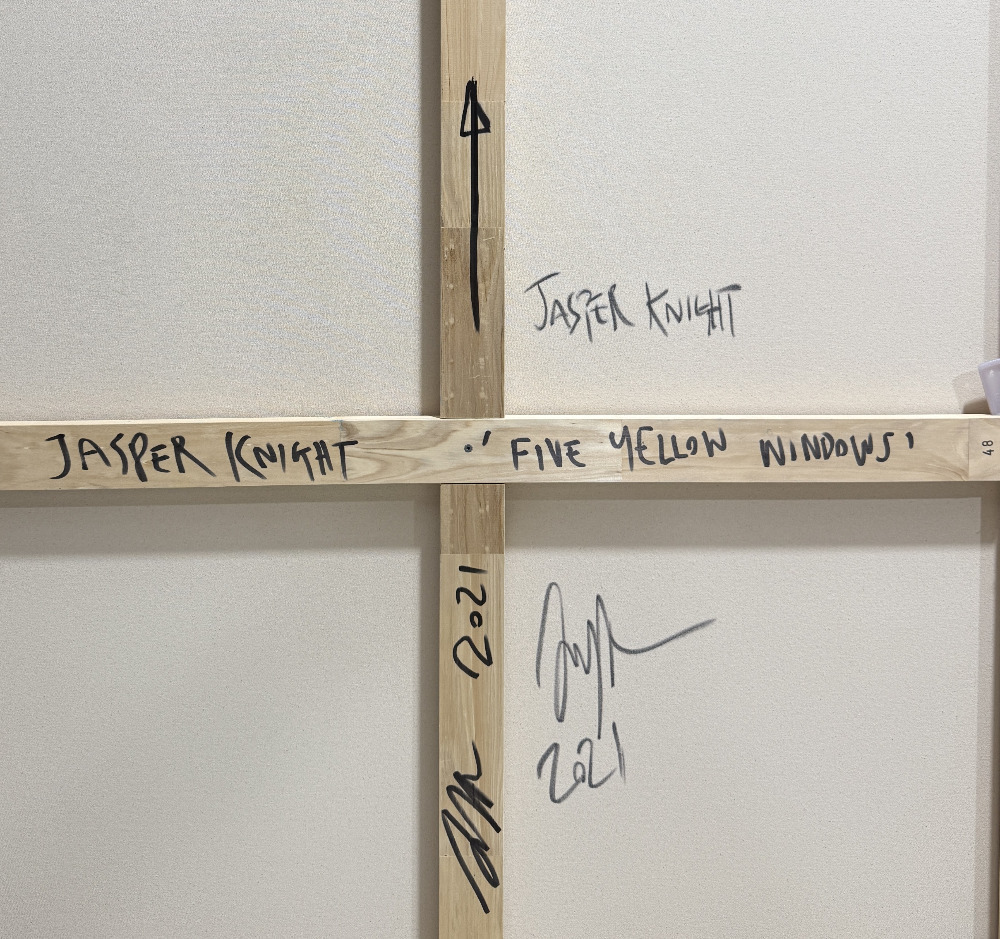 JASPER KNIGHT
JASPER KNIGHT : 'FIVE YELLOW WINDOWS'
48
2021
2021